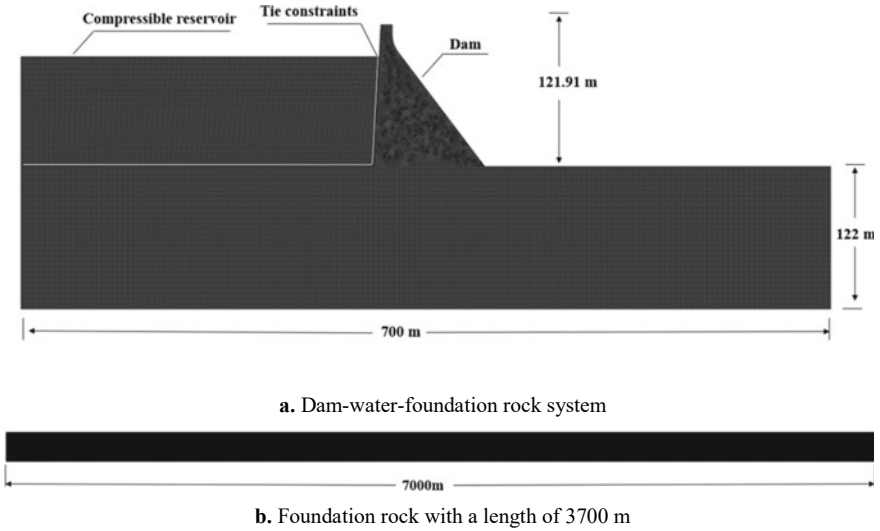 Compressible reservoir
Tie constraints
Dam
121.91 m
122 m
700 m
a. Dam-water-foundation rock system
7000m
b. Foundation rock with a length of 3700 m